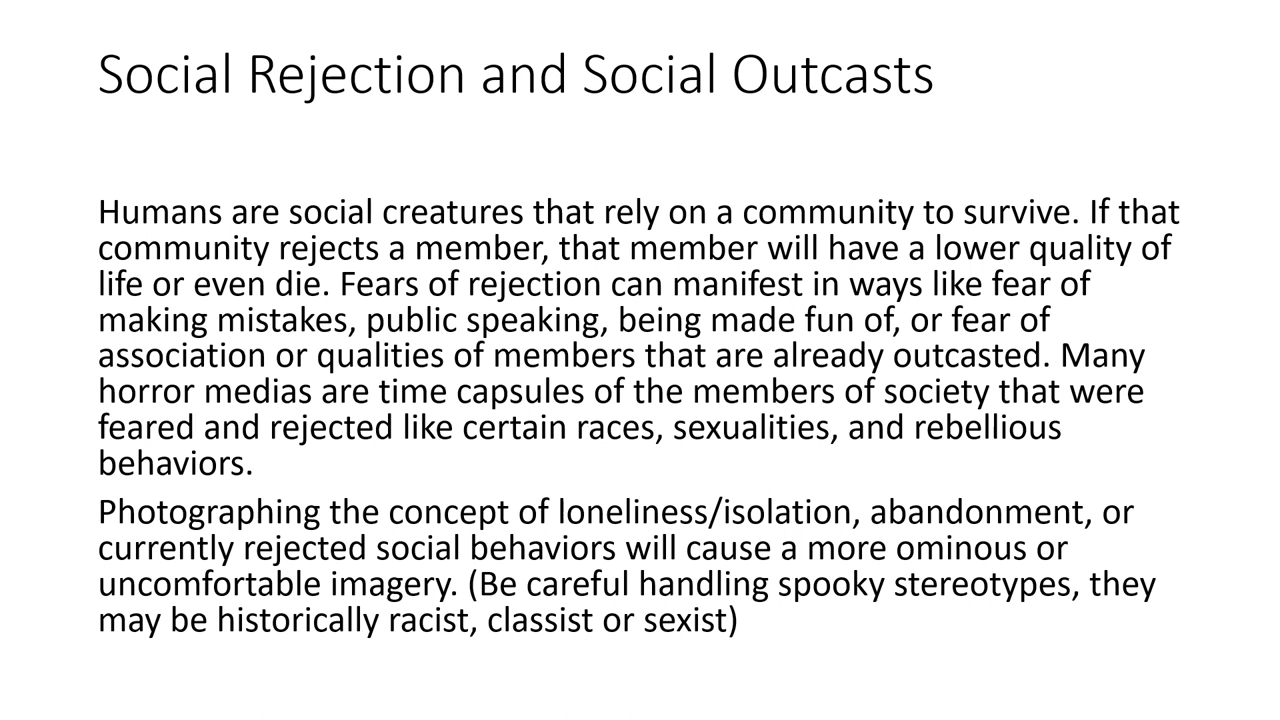 Social Rejection and Social Outcasts
Humans are social creatures that rely on a community to survive. If that
community rejects a member, that member will have a lower quality of
life or even die. Fears of rejection can manifest in ways like fear of
making mistakes, public speaking, being made fun of, or fear of
association or qualities of members that are already outcasted. Many
horror medias are time capsules of the members of society that were
feared and rejected like certain races, sexualities, and rebellious
behaviors.
Photographing the concept of loneliness/isolation, abandonment, or
currently rejected social behaviors will cause a more ominous or
uncomfortable imagery. (Be careful handling spooky stereotypes, they
may be historically racist, classist or sexist)